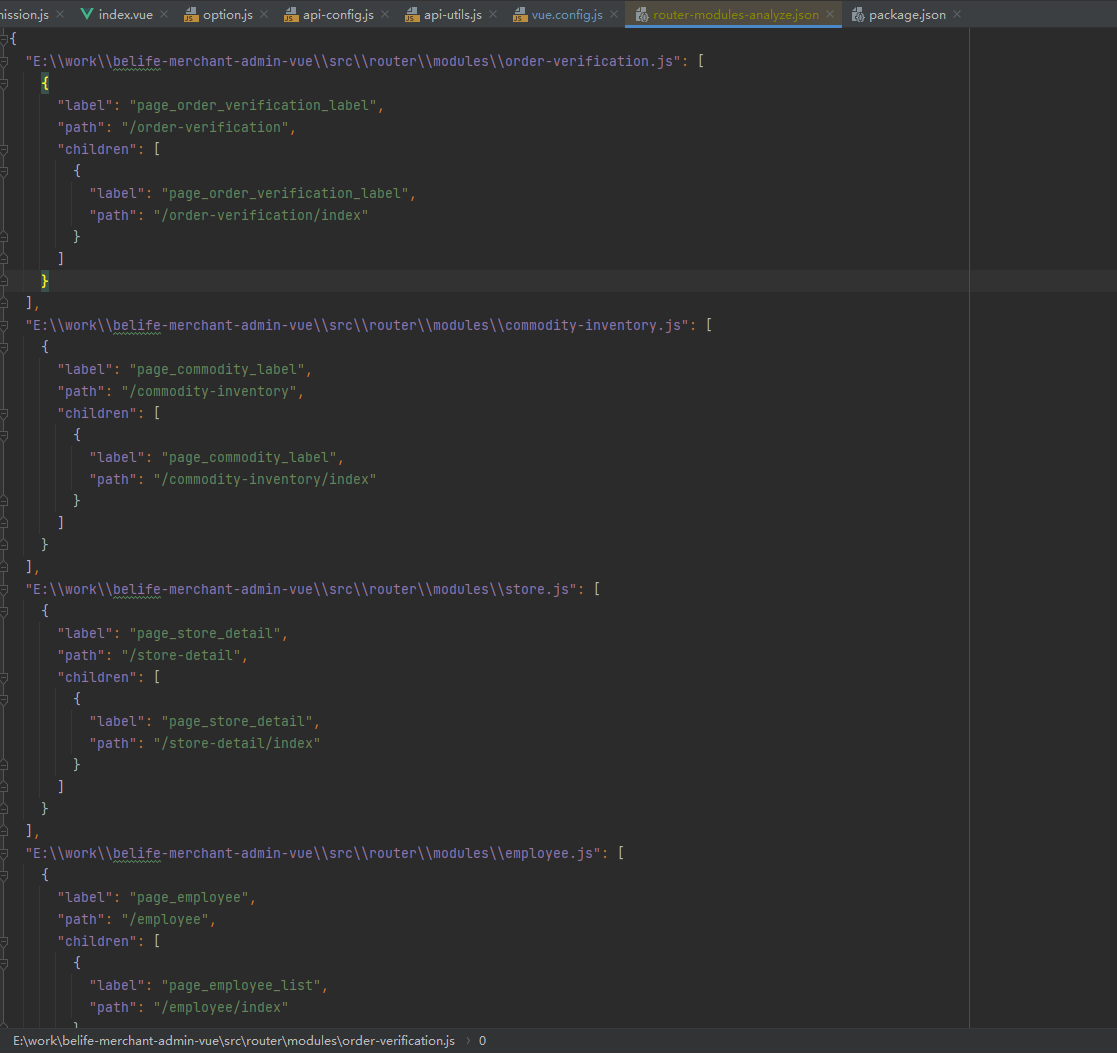 ission.js index.vue option.js api-config.js api-utils.js vue.config.js router-modules-analyze.json package.json
{
"E:\\work\\belife-merchant-admin-vue\\src\\router\\modules\\order-verification.js": [
{
"label": "page_order_verification_label",
"path": "/order-verification",
"children": [
{
"label": "page_order_verification_label",
"path": "/order-verification/index"
}
]
}
],
"E:\\work\\belife-merchant-admin-vue\\src\\router\\modules\\commodity-inventory.js": [
{
"label": "page_commodity_label",
"path": "/commodity-inventory",
"children": [
{
"label": "page_commodity_label",
"path": "/commodity-inventory/index"
}
]
}
],
"E:\\work\\belife-merchant-admin-vue\\src\\router\\modules\\store.js": [
{
"label": "page_store_detail",
"path": "/store-detail",
"children": [
{
"label": "page_store_detail",
"path": "/store-detail/index"
}
]
}
],
"E:\\work\\belife-merchant-admin-vue\\src\\router\\modules\\employee.js": [
{
"label": "page_employee",
"path": "/employee",
"children": [
{
"label": "page_employee_list",
"path": "/employee/index"
}
E:\work\belife-merchant-admin-vue\src\router\modules\order-verification.js › 0